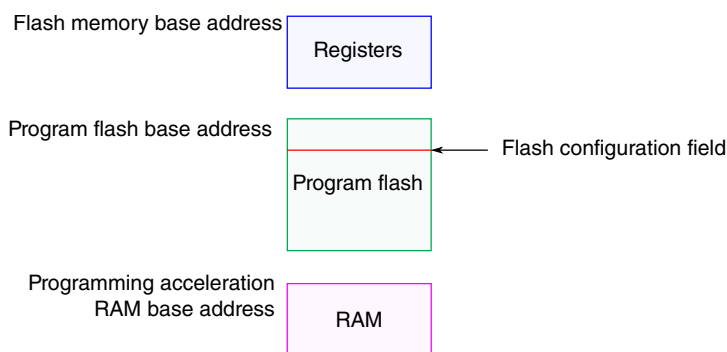 Flash memory base address
Registers
Program flash base address
Flash configuration field
Program flash
Programming acceleration
RAM base address
RAM